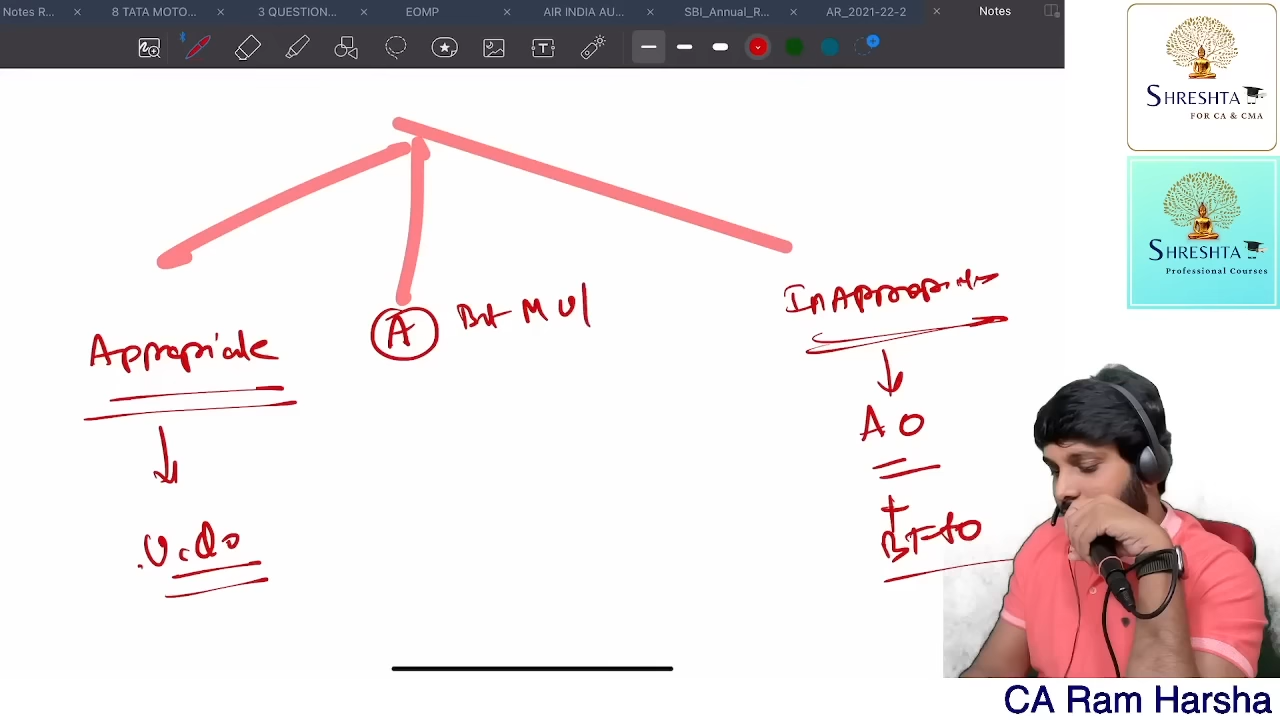 Notes R... × 8 TATA MOTO... × 3 QUESTION... × EOMP × AIR INDIA AU... × SBI_Annual_R... × AR_2021-22-2 × Notes
SHRESHTA
FOR CA & CMA
SHRESHTA
Professional Courses
A
InAppropriate
Appropriate
AO
+
CA Ram Harsha